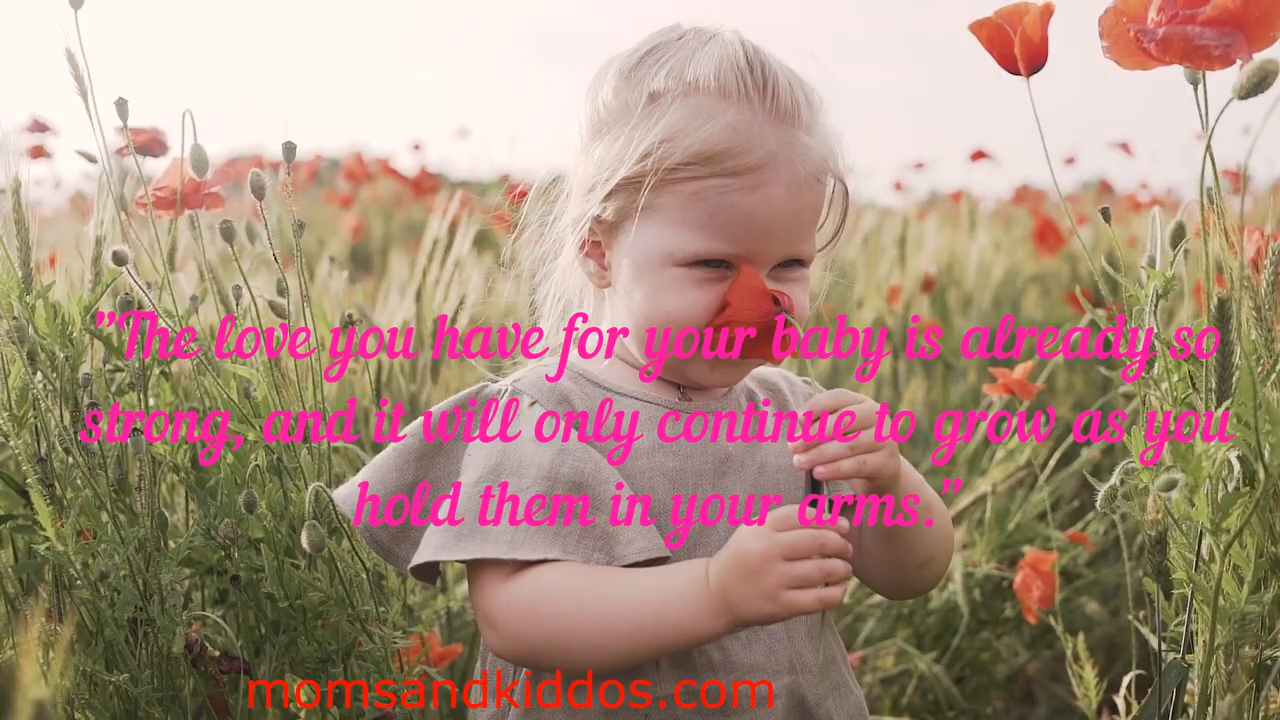 "The love you have for your baby is already so
strong, and it will only continue to grow as you
hold them in your arms."
momsandkiddos.com